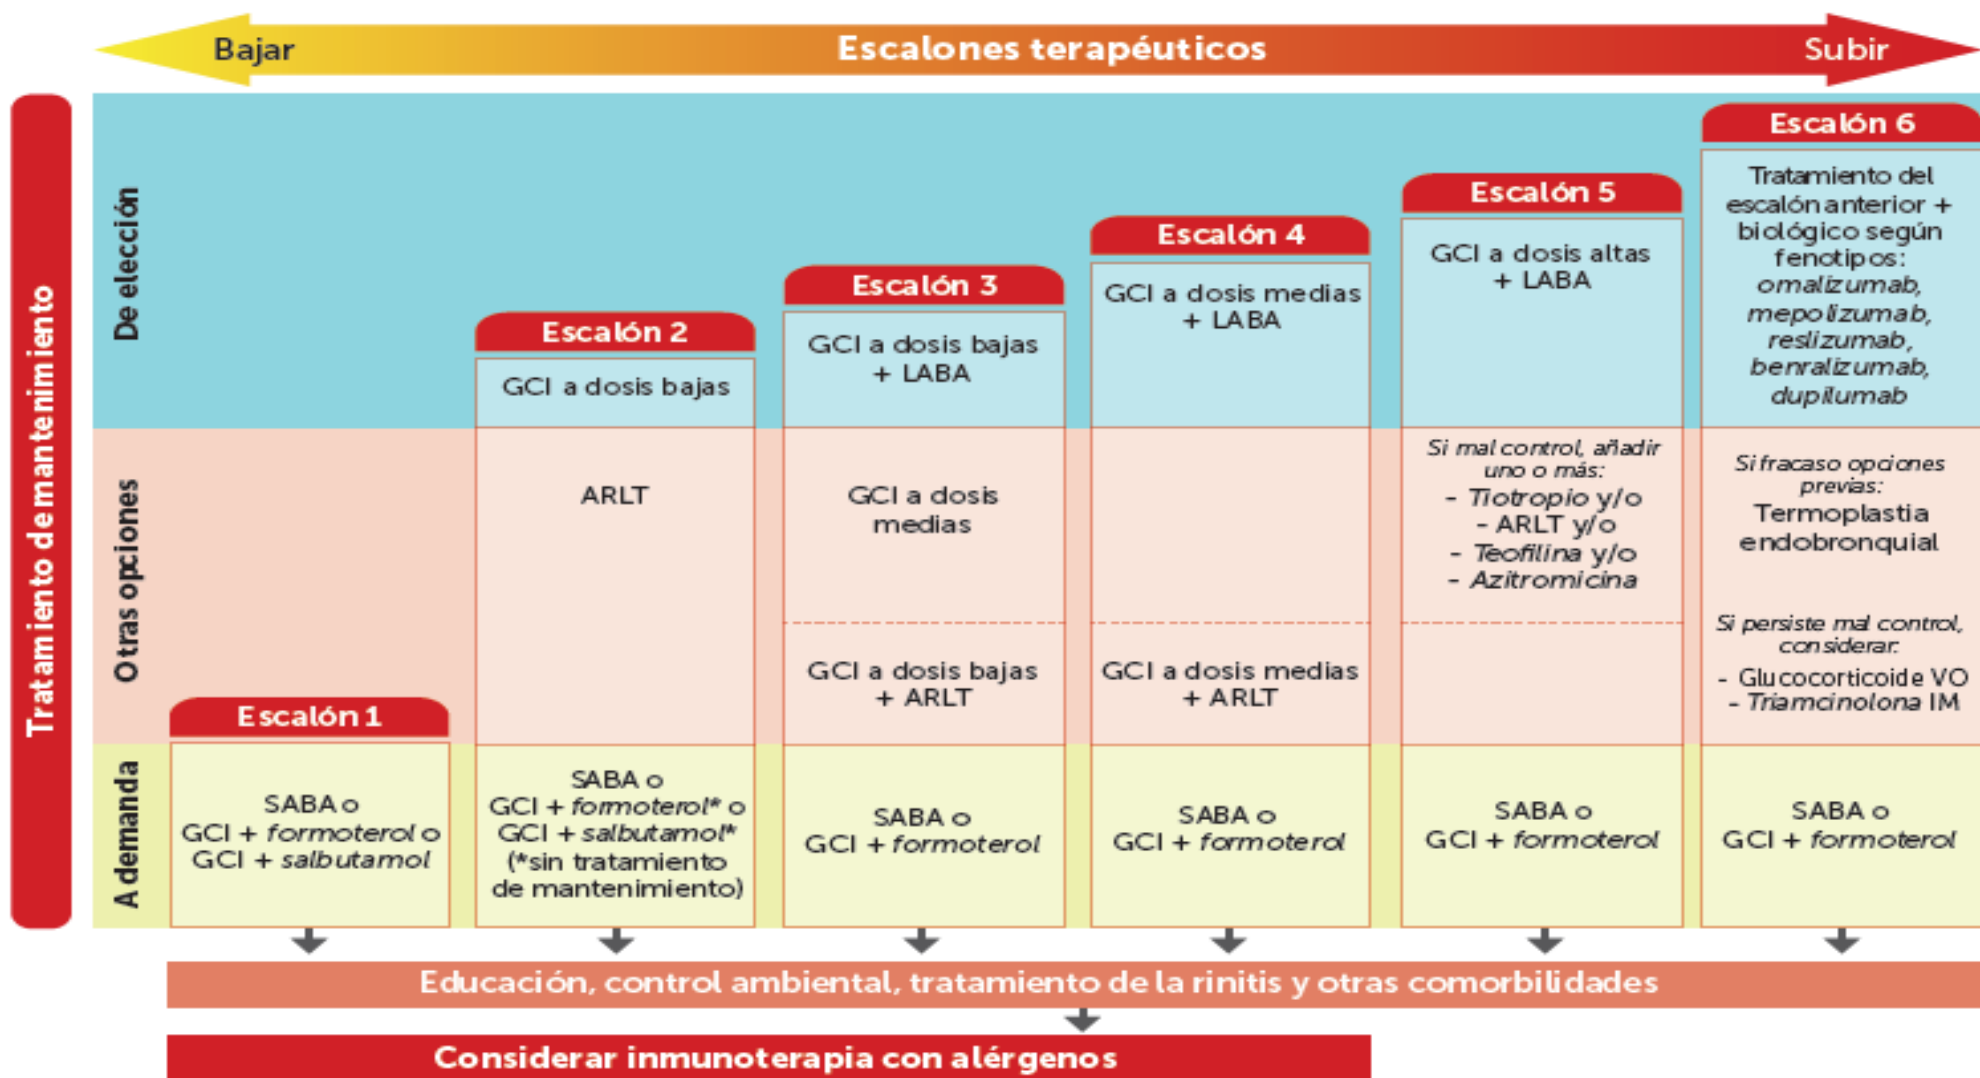 Bajar
Escalones terapéuticos
Subir
Tratamiento de mantenimiento
De elección
Otras opciones
A demanda
Escalón 1
SABA o
GCI + formoterol o
GCI + salbutamol
Escalón 2
GCI a dosis bajas
ARLT
SABA o
GCI + formoterol* o
GCI + salbutamol*
(*sin tratamiento
de mantenimiento)
Escalón 3
GCI a dosis bajas
+ LABA
GCI a dosis
medias
GCI a dosis bajas
+ ARLT
SABA o
GCI + formoterol
Escalón 4
GCI a dosis medias
+ LABA
GCI a dosis medias
+ ARLT
SABA o
GCI + formoterol
Escalón 5
GCI a dosis altas
+ LABA
Si mal control, añadir
uno o más:
- Tiotropio y/o
- ARLT y/o
- Teofilina y/o
- Azitromicina
SABA o
GCI + formoterol
Escalón 6
Tratamiento del
escalón anterior +
biológico según
fenotipos:
omalizumab,
mepolizumab,
reslizumab,
benralizumab,
dupilumab
Si fracaso opciones
previas:
Termoplastia
endobronquial
Si persiste mal control,
considerar:
- Glucocorticoide VO
- Triamcinolona IM
SABA o
GCI + formoterol
Educación, control ambiental, tratamiento de la rinitis y otras comorbilidades
Considerar inmunoterapia con alérgenos